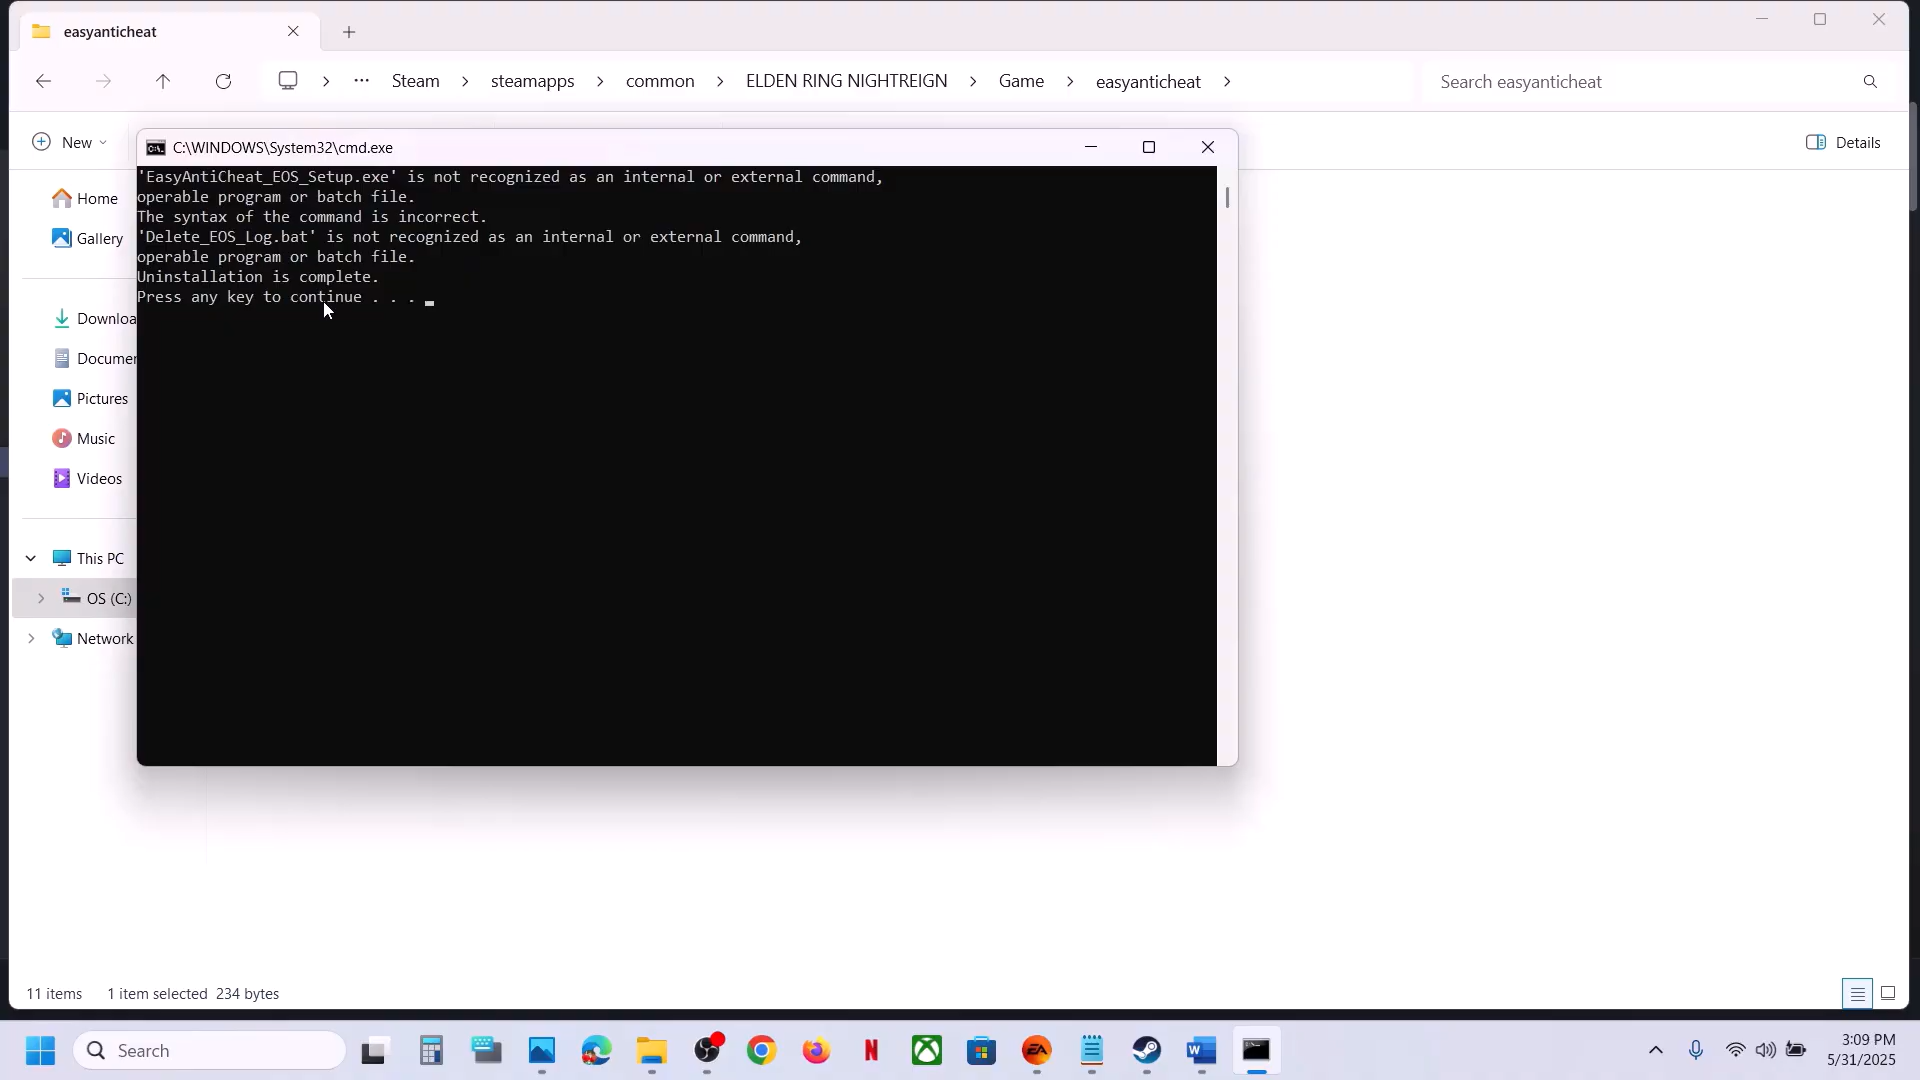 easyanticheat
Steam > steamapps > common > ELDEN RING NIGHTREIGN > Game > easyanticheat >
Search easyanticheat
New
Details
C:\WINDOWS\System32\cmd.exe
'EasyAntiCheat_EOS_Setup.exe' is not recognized as an internal or external command,
operable program or batch file.
The syntax of the command is incorrect.
'Delete_EOS_Log.bat' is not recognized as an internal or external command,
operable program or batch file.
Uninstallation is complete.
Press any key to continue . . .
Home
Gallery
Downloa
Documen
Pictures
Music
Videos
This PC
OS (C:)
Network
11 items 1 item selected 234 bytes
Search
3:09 PM
5/31/2025